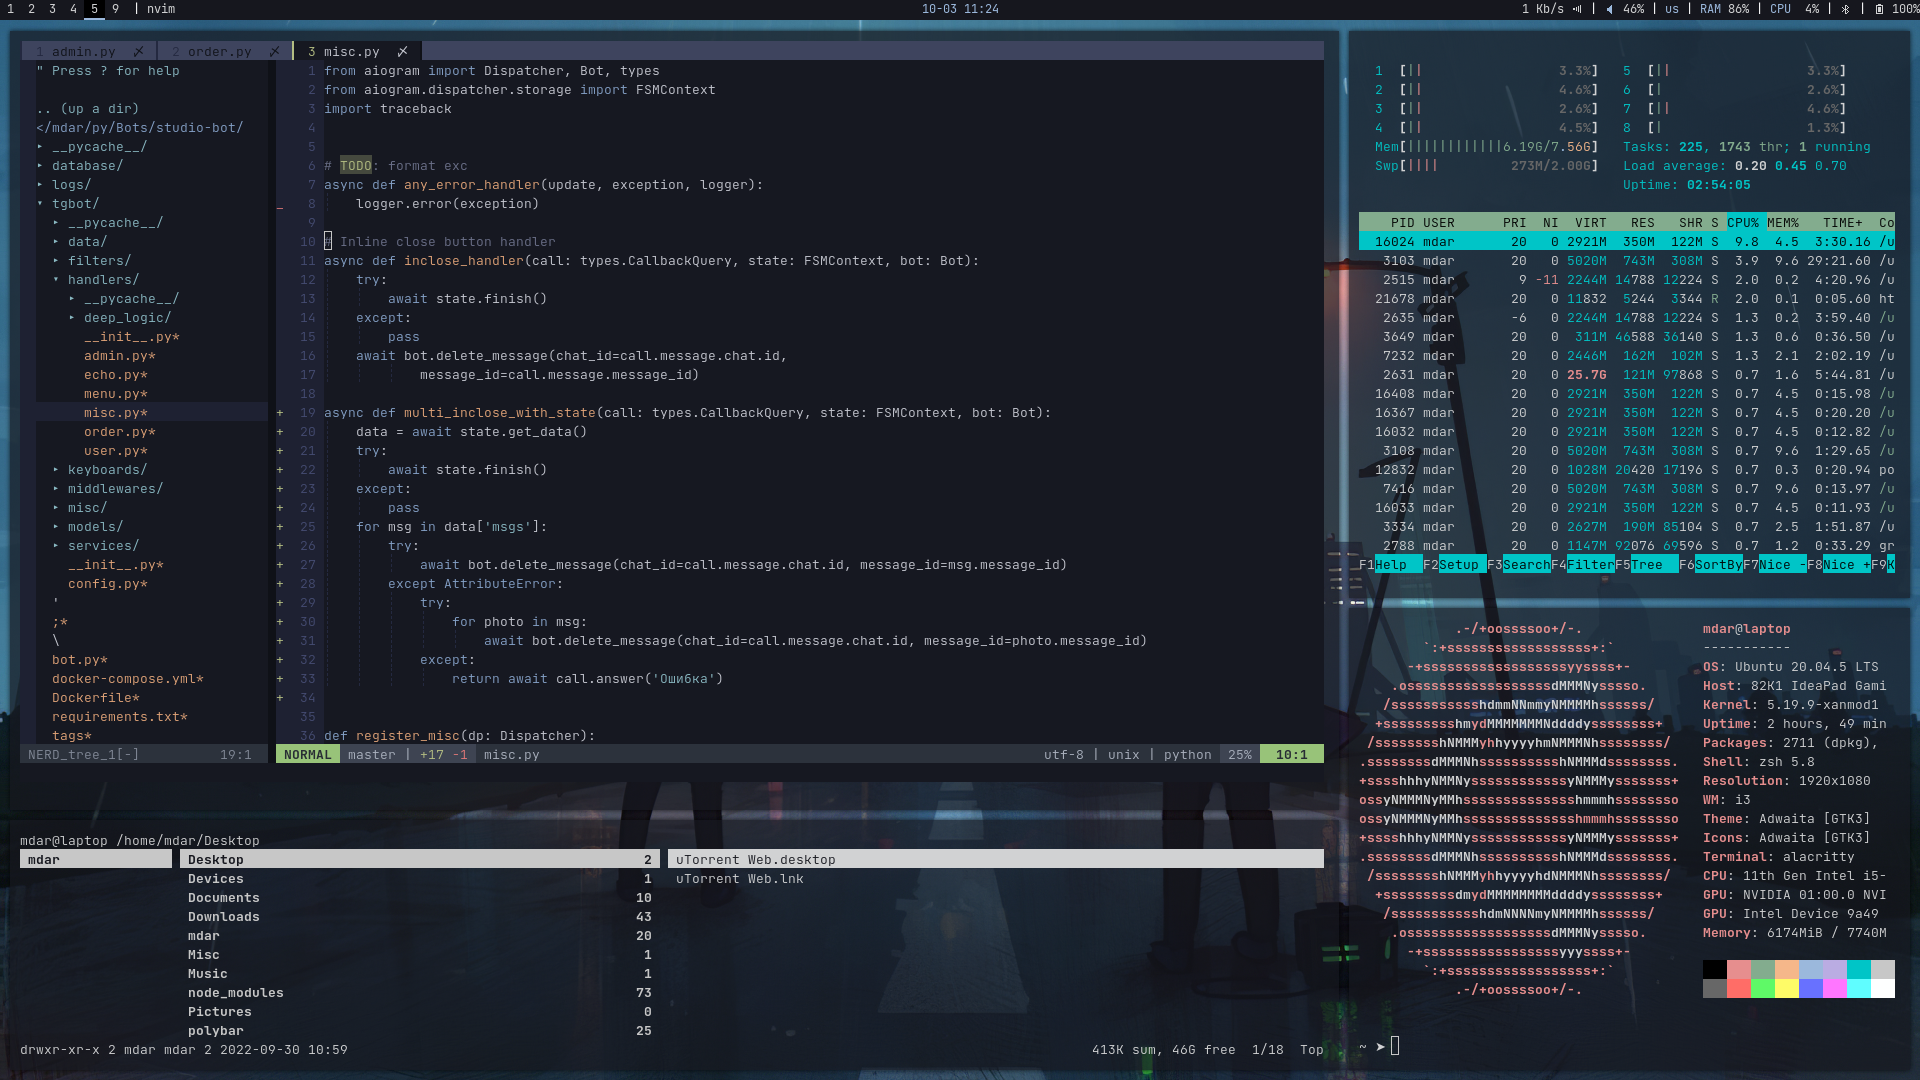 1 2 3 4 5 9 | nvim
10-03 11:24
1 Kb/s | 46% | us | RAM 86% | CPU 4% | | 100%
1 admin.py 2 order.py 3 misc.py
" Press ? for help
.. (up a dir)
</mdar/py/Bots/studio-bot/
▸ __pycache__/
▸ database/
▸ logs/
▾ tgbot/
▸ __pycache__/
▸ data/
▸ filters/
▾ handlers/
▸ __pycache__/
▸ deep_logic/
__init__.py*
admin.py*
echo.py*
menu.py*
misc.py*
order.py*
user.py*
▸ keyboards/
▸ middlewares/
▸ misc/
▸ models/
▸ services/
__init__.py*
config.py*
'
;*
\
bot.py*
docker-compose.yml*
Dockerfile*
requirements.txt*
tags*
NERD_tree_1[-] 19:1
1 from aiogram import Dispatcher, Bot, types
2 from aiogram.dispatcher.storage import FSMContext
3 import traceback
4
5
6 # TODO: format exc
7 async def any_error_handler(update, exception, logger):
_ 8 logger.error(exception)
9
10 # Inline close button handler
11 async def inclose_handler(call: types.CallbackQuery, state: FSMContext, bot: Bot):
12 try:
13 await state.finish()
14 except:
15 pass
16 await bot.delete_message(chat_id=call.message.chat.id,
17 message_id=call.message.message_id)
18
+ 19 async def multi_inclose_with_state(call: types.CallbackQuery, state: FSMContext, bot: Bot):
+ 20 data = await state.get_data()
+ 21 try:
+ 22 await state.finish()
+ 23 except:
+ 24 pass
+ 25 for msg in data['msgs']:
+ 26 try:
+ 27 await bot.delete_message(chat_id=call.message.chat.id, message_id=msg.message_id)
+ 28 except AttributeError:
+ 29 try:
+ 30 for photo in msg:
+ 31 await bot.delete_message(chat_id=call.message.chat.id, message_id=photo.message_id)
+ 32 except:
+ 33 return await call.answer('Ошибка')
+ 34
35
36 def register_misc(dp: Dispatcher):
NORMAL master | +17 -1 misc.py utf-8 | unix | python 25% 10:1
1 [|| 3.3%] 5 [|| 3.3%]
2 [|| 4.6%] 6 [| 2.6%]
3 [|| 2.6%] 7 [|| 4.6%]
4 [|| 4.5%] 8 [| 1.3%]
Mem[||||||||||||6.19G/7.56G] Tasks: 225, 1743 thr; 1 running
Swp[|||| 273M/2.00G] Load average: 0.20 0.45 0.70
Uptime: 02:54:05
PID USER PRI NI VIRT RES SHR S CPU% MEM% TIME+ Co
16024 mdar 20 0 2921M 350M 122M S 9.8 4.5 3:30.16 /u
3103 mdar 20 0 5020M 743M 308M S 3.9 9.6 29:21.60 /u
2515 mdar 9 -11 2244M 14788 12224 S 2.0 0.2 4:20.96 /u
21678 mdar 20 0 11832 5244 3344 R 2.0 0.1 0:05.60 ht
2635 mdar -6 0 2244M 14788 12224 S 1.3 0.2 3:59.40 /u
3649 mdar 20 0 311M 46588 36140 S 1.3 0.6 0:36.50 /u
7232 mdar 20 0 2446M 162M 102M S 1.3 2.1 2:02.19 /u
2631 mdar 20 0 25.7G 121M 97868 S 0.7 1.6 5:44.81 /u
16408 mdar 20 0 2921M 350M 122M S 0.7 4.5 0:15.98 /u
16367 mdar 20 0 2921M 350M 122M S 0.7 4.5 0:20.20 /u
16032 mdar 20 0 2921M 350M 122M S 0.7 4.5 0:12.82 /u
3108 mdar 20 0 5020M 743M 308M S 0.7 9.6 1:29.65 /u
12832 mdar 20 0 1028M 20420 17196 S 0.7 0.3 0:20.94 po
7416 mdar 20 0 5020M 743M 308M S 0.7 9.6 0:13.97 /u
16033 mdar 20 0 2921M 350M 122M S 0.7 4.5 0:11.93 /u
3334 mdar 20 0 2627M 190M 85104 S 0.7 2.5 1:51.87 /u
2788 mdar 20 0 1147M 92076 69596 S 0.7 1.2 0:33.29 gr
F1Help F2Setup F3SearchF4FilterF5Tree F6SortByF7Nice -F8Nice +F9K
mdar@laptop /home/mdar/Desktop
mdar Desktop 2 uTorrent Web.desktop
Devices 1 uTorrent Web.lnk
Documents 10
Downloads 43
mdar 20
Misc 1
Music 1
node_modules 73
Pictures 0
polybar 25
drwxr-xr-x 2 mdar mdar 2 2022-09-30 10:59 413K sum, 46G free 1/18 Top
.-/+oossssoo+/-. mdar@laptop
`:+ssssssssssssssssss+:` -----------
-+ssssssssssssssssssyyssss+- OS: Ubuntu 20.04.5 LTS
.ossssssssssssssssssdMMMNysssso. Host: 82K1 IdeaPad Gami
/ssssssssssshdmmNNmmyNMMMMhssssss/ Kernel: 5.19.9-xanmod1
+ssssssssshmydMMMMMMMNddddyssssssss+ Uptime: 2 hours, 49 min
/sssssssshNMMMyhhyyyyhmNMMMNhssssssss/ Packages: 2711 (dpkg),
.ssssssssdMMMNhsssssssssshNMMMdssssssss. Shell: zsh 5.8
+sssshhhyNMMNyssssssssssssyNMMMysssssss+ Resolution: 1920x1080
ossyNMMMNyMMhsssssssssssssshmmmhssssssso WM: i3
ossyNMMMNyMMhsssssssssssssshmmmhssssssso Theme: Adwaita [GTK3]
+sssshhhyNMMNyssssssssssssyNMMMysssssss+ Icons: Adwaita [GTK3]
.ssssssssdMMMNhsssssssssshNMMMdssssssss. Terminal: alacritty
/sssssssshNMMMyhhyyyyhdNMMMNhssssssss/ CPU: 11th Gen Intel i5-
+sssssssssdmydMMMMMMMMddddyssssssss+ GPU: NVIDIA 01:00.0 NVI
/ssssssssssshdmNNNNmyNMMMMhssssss/ GPU: Intel Device 9a49
.ossssssssssssssssssdMMMNysssso. Memory: 6174MiB / 7740M
-+sssssssssssssssssyyyssss+-
`:+ssssssssssssssssss+:`
.-/+oossssoo+/-.
~ ➤